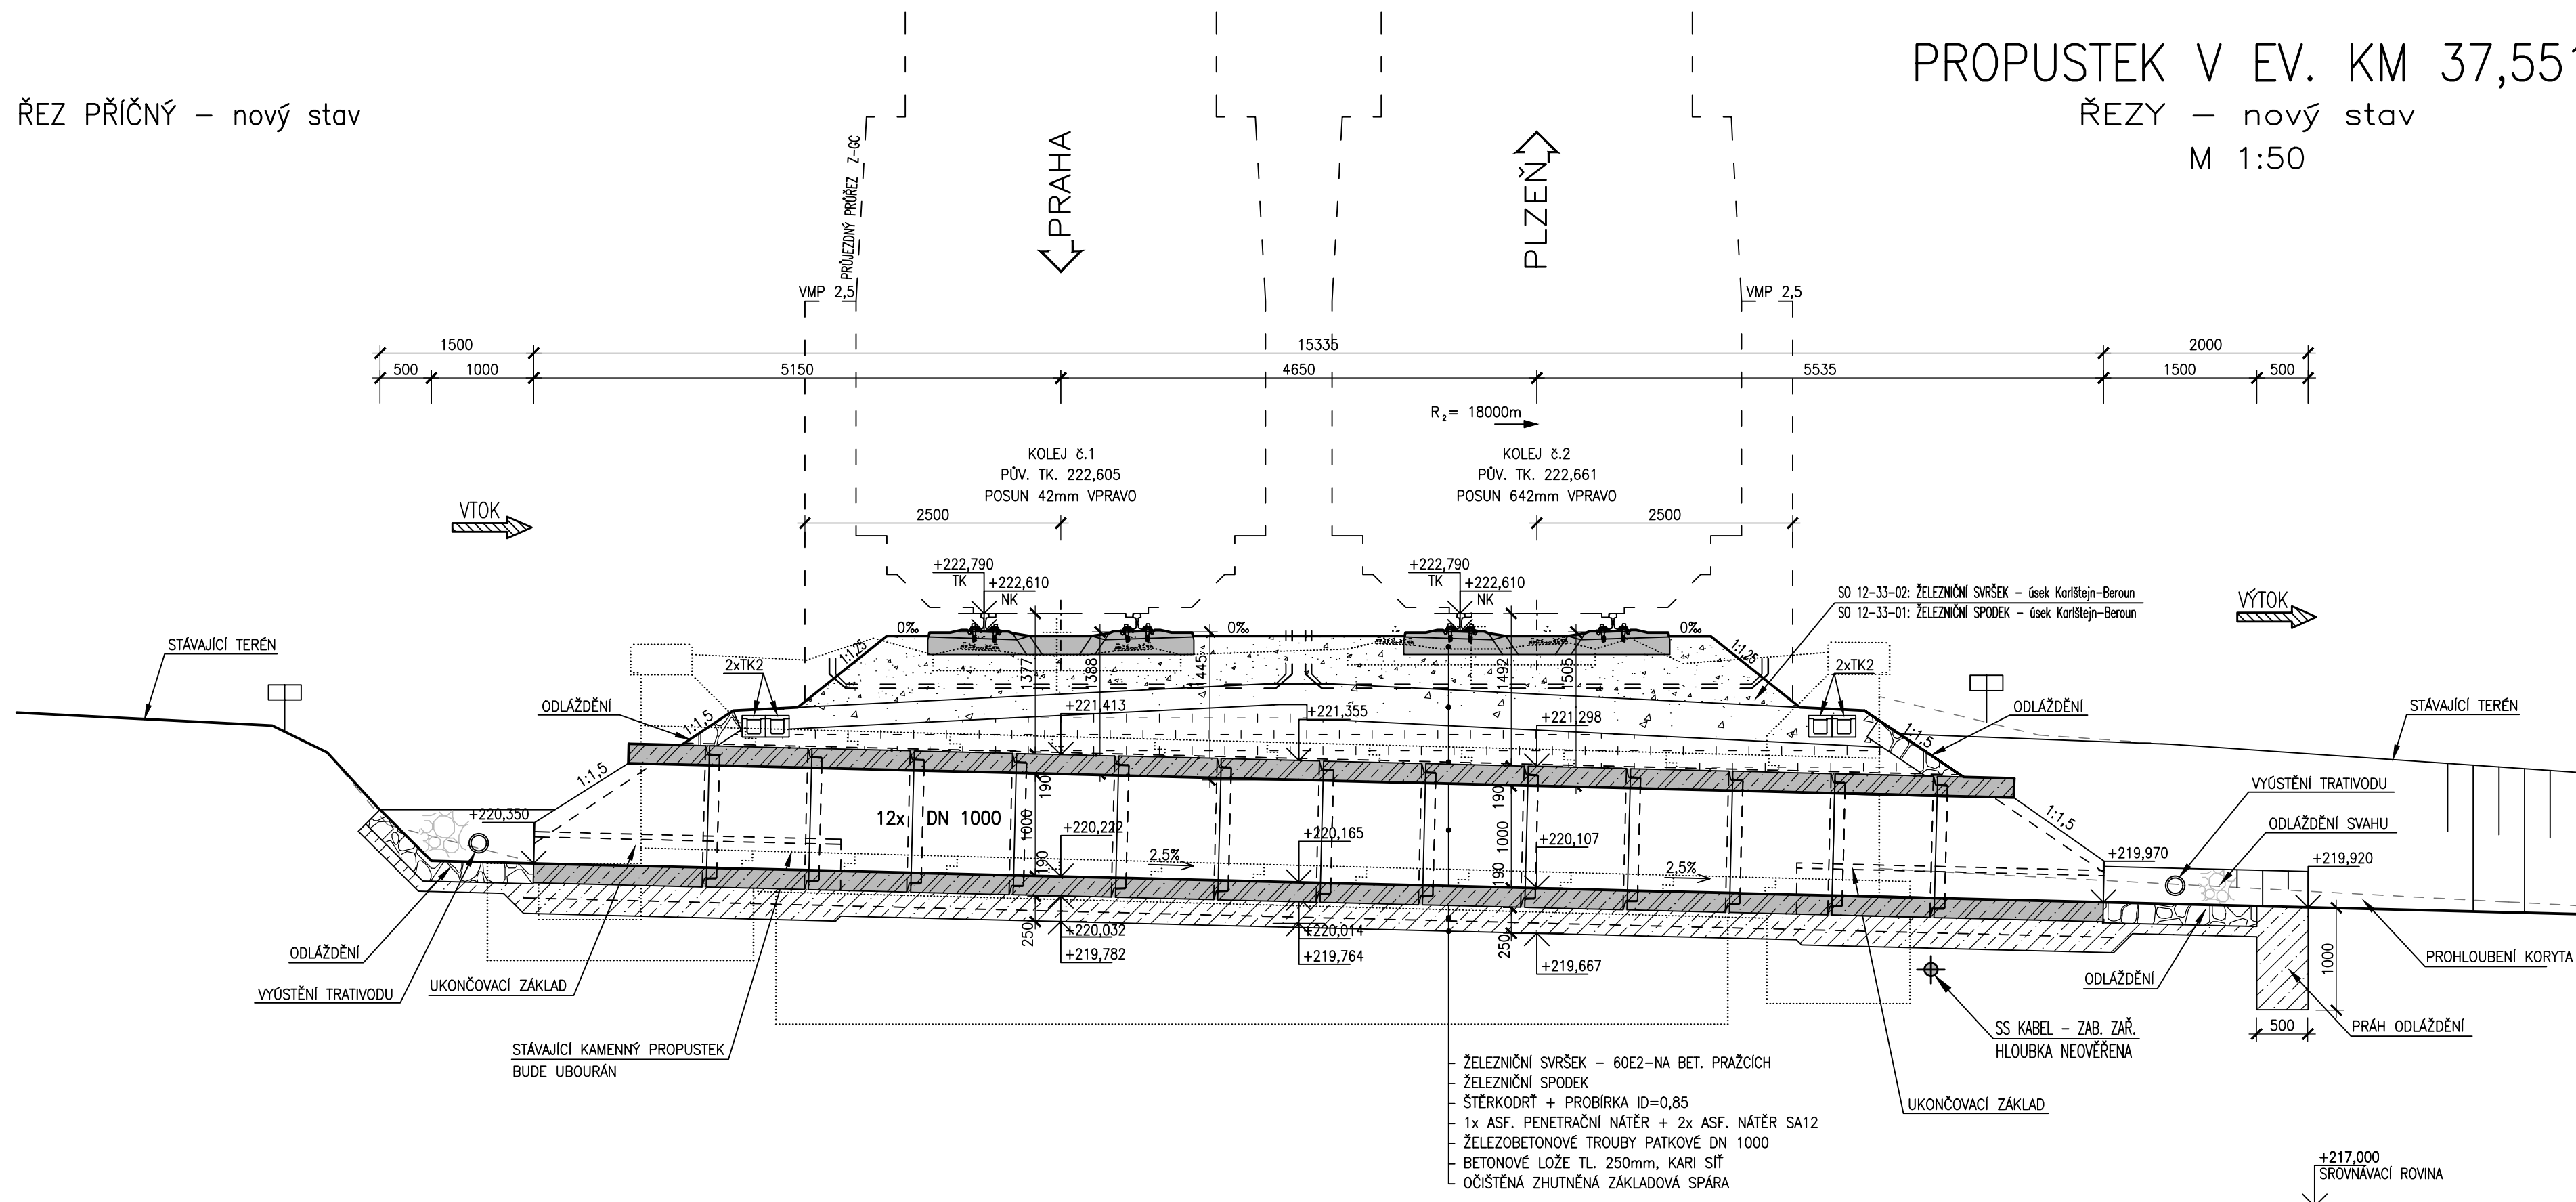 PROPUSTEK V EV. KM 37,551
ŘEZY – nový stav
M 1:50
ŘEZ PŘÍČNÝ – nový stav
PRŮJEZDNÝ PRŮŘEZ Z-GC
PRAHA
PLZEŇ
VMP 2,5
VMP 2,5
1500
15335
2000
500
1000
5150
4650
5535
1500
500
R₂= 18000m
KOLEJ č.1
PŮV. TK. 222,605
POSUN 42mm VPRAVO
KOLEJ č.2
PŮV. TK. 222,661
POSUN 642mm VPRAVO
VTOK
2500
2500
+222,790
TK
+222,610
NK
+222,790
TK
+222,610
NK
SO 12-33-02: ŽELEZNIČNÍ SVRŠEK – úsek Karlštejn-Beroun
SO 12-33-01: ŽELEZNIČNÍ SPODEK – úsek Karlštejn-Beroun
VÝTOK
0‰
0‰
0‰
1:1,25
1:1,25
STÁVAJÍCÍ TERÉN
2xTK2
2xTK2
1377
1388
1445
1492
1505
ODLÁŽDĚNÍ
1:1,5
+221,413
+221,355
+221,298
1:1,5
ODLÁŽDĚNÍ
STÁVAJÍCÍ TERÉN
1:1,5
190
190
VYÚSTĚNÍ TRATIVODU
+220,350
12x DN 1000
1000
1000
1:1,5
ODLÁŽDĚNÍ SVAHU
+220,222
+220,165
+220,107
190
2,5%
190
2,5%
+219,970
+219,920
250
+220,032
+219,782
+220,014
+219,764
250
+219,667
ODLÁŽDĚNÍ
VYÚSTĚNÍ TRATIVODU
UKONČOVACÍ ZÁKLAD
STÁVAJÍCÍ KAMENNÝ PROPUSTEK
BUDE UBOURÁN
1000
PROHLOUBENÍ KORYTA
ODLÁŽDĚNÍ
500
PRÁH ODLÁŽDĚNÍ
SS KABEL – ZAB. ZAŘ.
HLOUBKA NEOVĚŘENA
UKONČOVACÍ ZÁKLAD
ŽELEZNIČNÍ SVRŠEK – 60E2-NA BET. PRAŽCÍCH
ŽELEZNIČNÍ SPODEK
ŠTĚRKODRŤ + PROBÍRKA ID=0,85
1x ASF. PENETRAČNÍ NÁTĚR + 2x ASF. NÁTĚR SA12
ŽELEZOBETONOVÉ TROUBY PATKOVÉ DN 1000
BETONOVÉ LOŽE TL. 250mm, KARI SÍŤ
OČIŠTĚNÁ ZHUTNĚNÁ ZÁKLADOVÁ SPÁRA
+217,000
SROVNÁVACÍ ROVINA